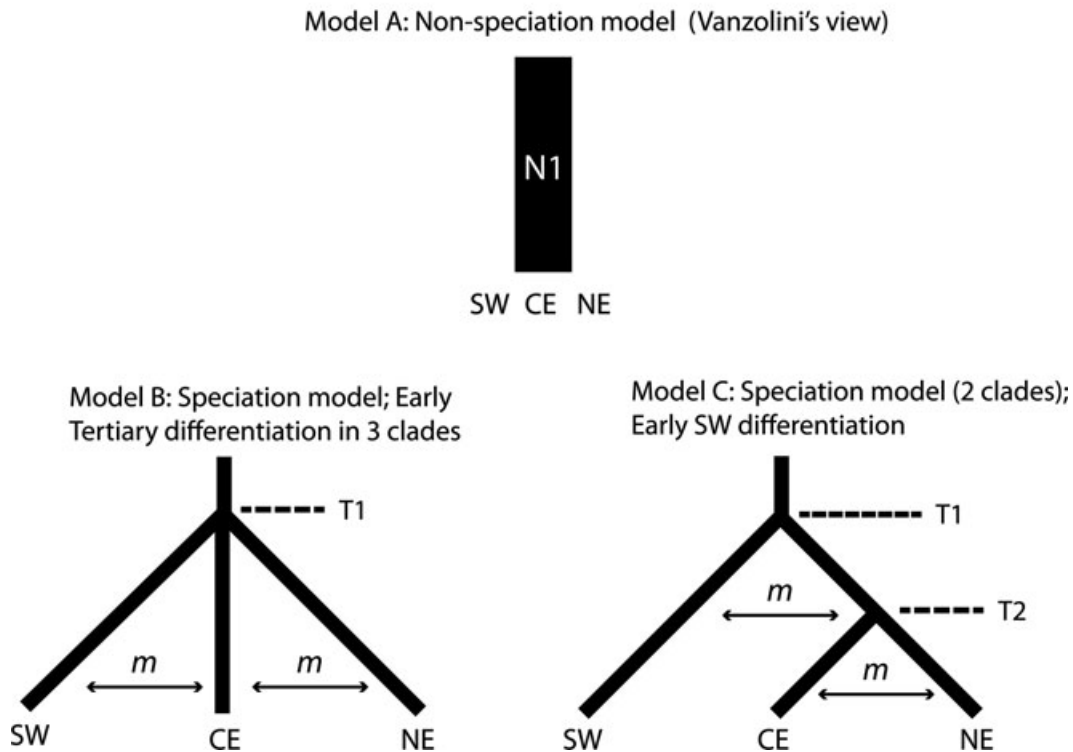 Model A: Non-speciation model (Vanzolini's view)
N1
SW CE NE
Model B: Speciation model; Early
Tertiary differentiation in 3 clades
T1
m
m
SW
CE
NE
Model C: Speciation model (2 clades);
Early SW differentiation
T1
m
T2
m
SW
CE
NE